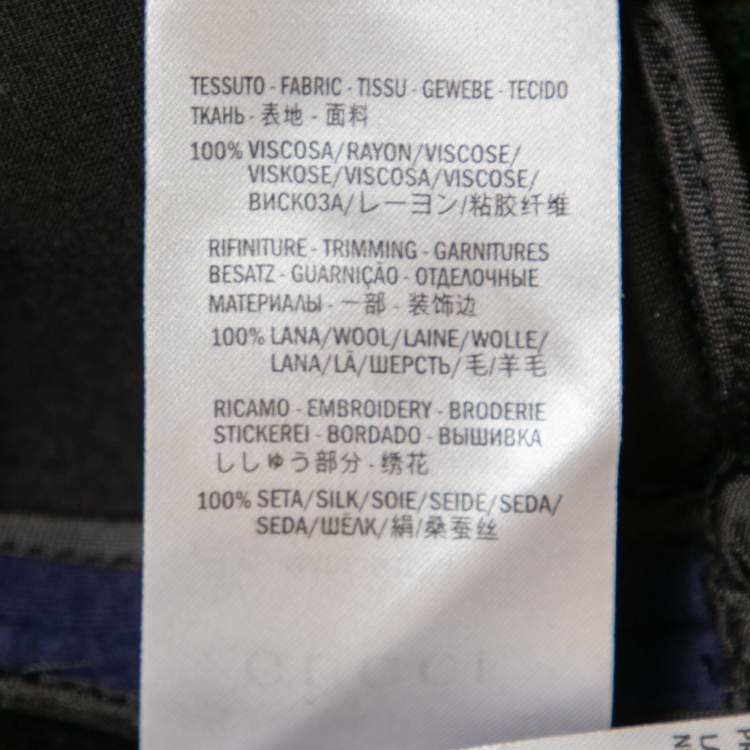 TESSUTO - FABRIC - TISSU - GEWEBE - TECIDO
ТКАНЬ - 表地 - 面料
100% VISCOSA/RAYON/VISCOSE/
VISKOSE/VISCOSA/VISCOSE/
ВИСКОЗА/レーヨン/粘胶纤维
RIFINITURE - TRIMMING - GARNITURES
BESATZ - GUARNIÇÃO - ОТДЕЛОЧНЫЕ
МАТЕРИАЛЫ - 一部 - 装饰边
100% LANA/WOOL/LAINE/WOLLE/
LANA/LÃ/ШЕРСТЬ/毛/羊毛
RICAMO - EMBROIDERY - BRODERIE
STICKEREI - BORDADO - ВЫШИВКА
ししゅう部分 - 绣花
100% SETA/SILK/SOIE/SEIDE/SEDA/
SEDA/ШЁЛК/絹/桑蚕丝